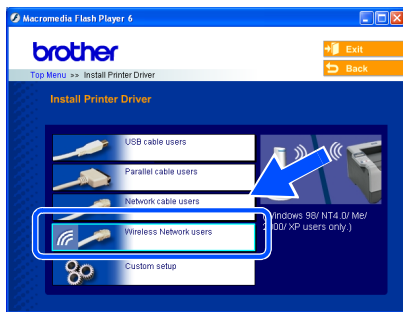 Macromedia Flash Player 6
brother
Exit
Back
Top Menu >> Install Printer Driver
Install Printer Driver
USB cable users
Parallel cable users
Network cable users
Wireless Network users
Custom setup
(Windows 98/ NT4.0/ Me/
XP users only.)